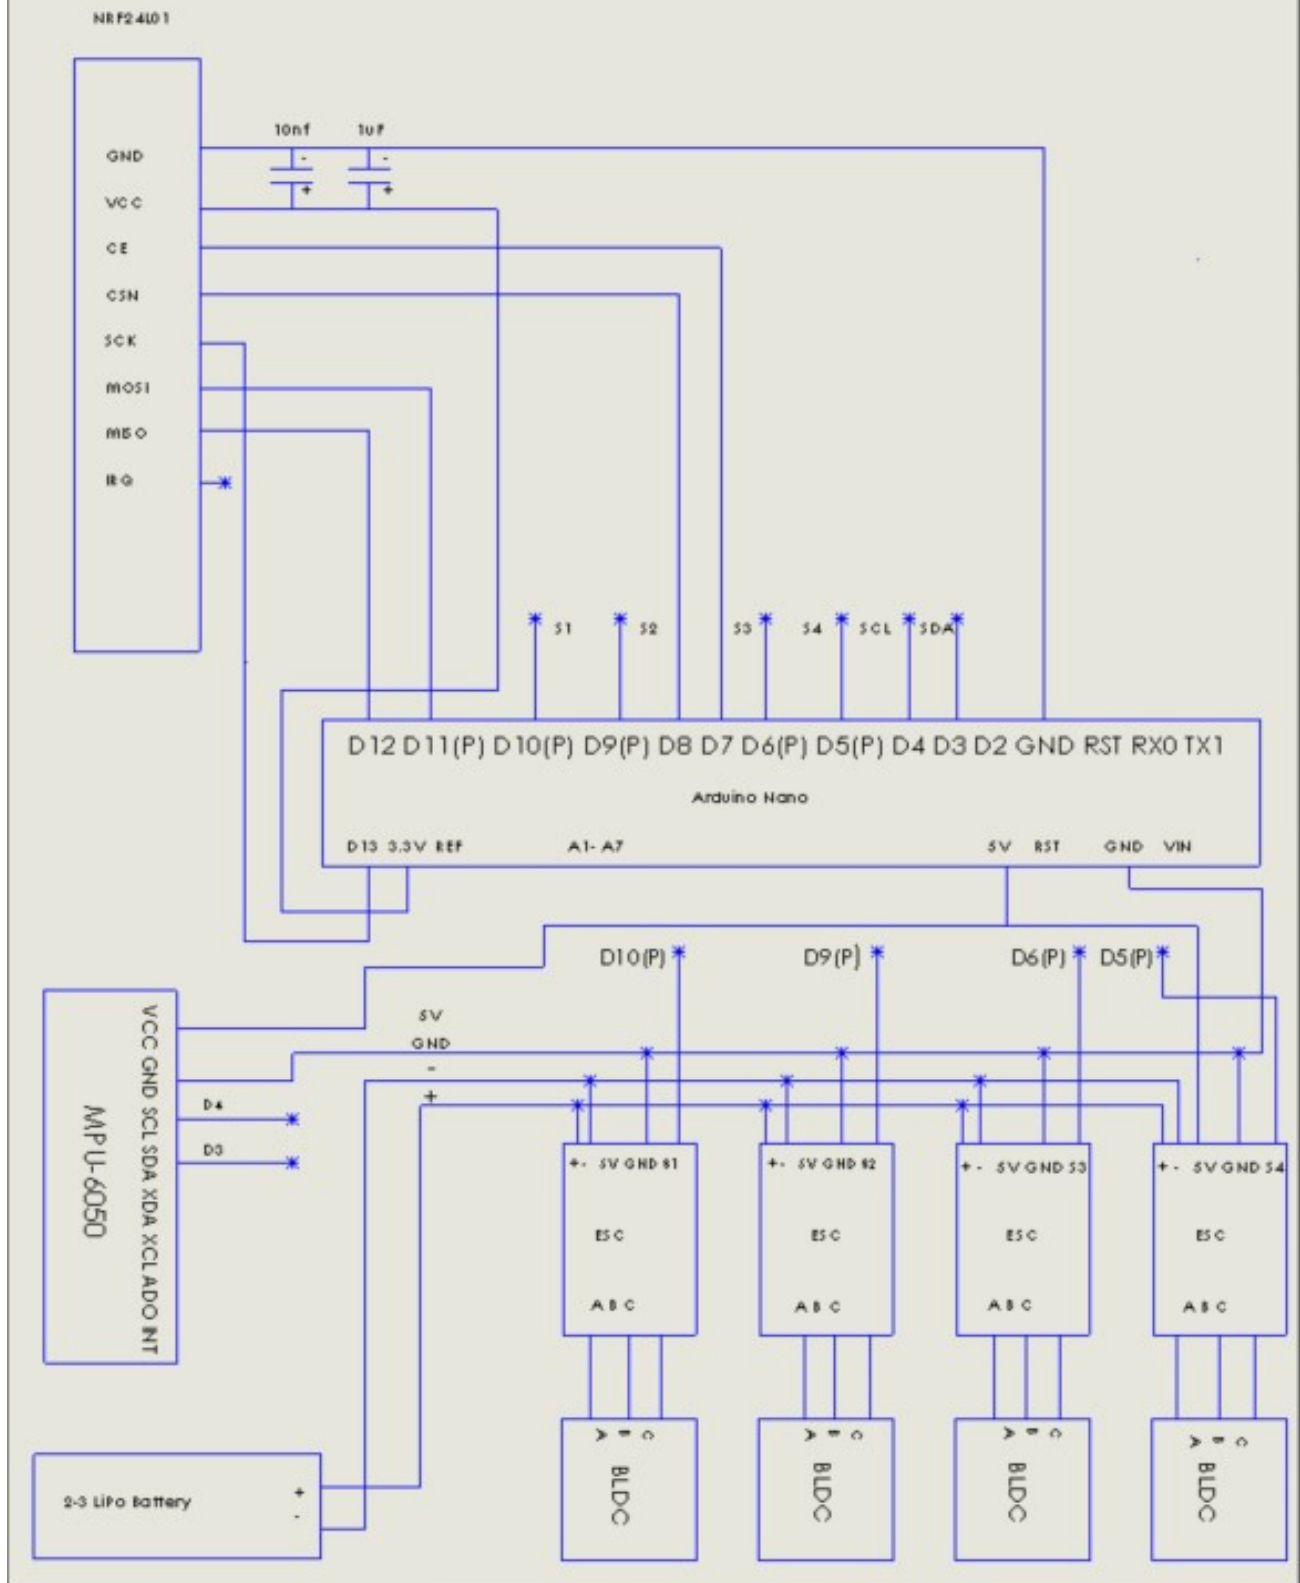 NRF24L01
10nf 1uF
- -
GND
+ +
VCC
CE
CSN
SCK
MOSI
MISO
IRQ
S1 S2 S3 S4 SCL SDA
D12 D11(P) D10(P) D9(P) D8 D7 D6(P) D5(P) D4 D3 D2 GND RST RX0 TX1
Arduino Nano
D13 3.3V REF A1-A7 5V RST GND VIN
D10(P) D9(P) D6(P) D5(P)
5V
GND
-
+
VCC GND SCL SDA XDA XCL ADO INT
MPU-6050
D4
D3
+- 5V GND S1
ESC
A B C
+- 5V GND S2
ESC
A B C
+ - 5V GND S3
ESC
A B C
+ - 5V GND S4
ESC
A B C
A B C
BLDC
A B C
BLDC
A B C
BLDC
A B C
BLDC
2-3 LiPo Battery
+
-